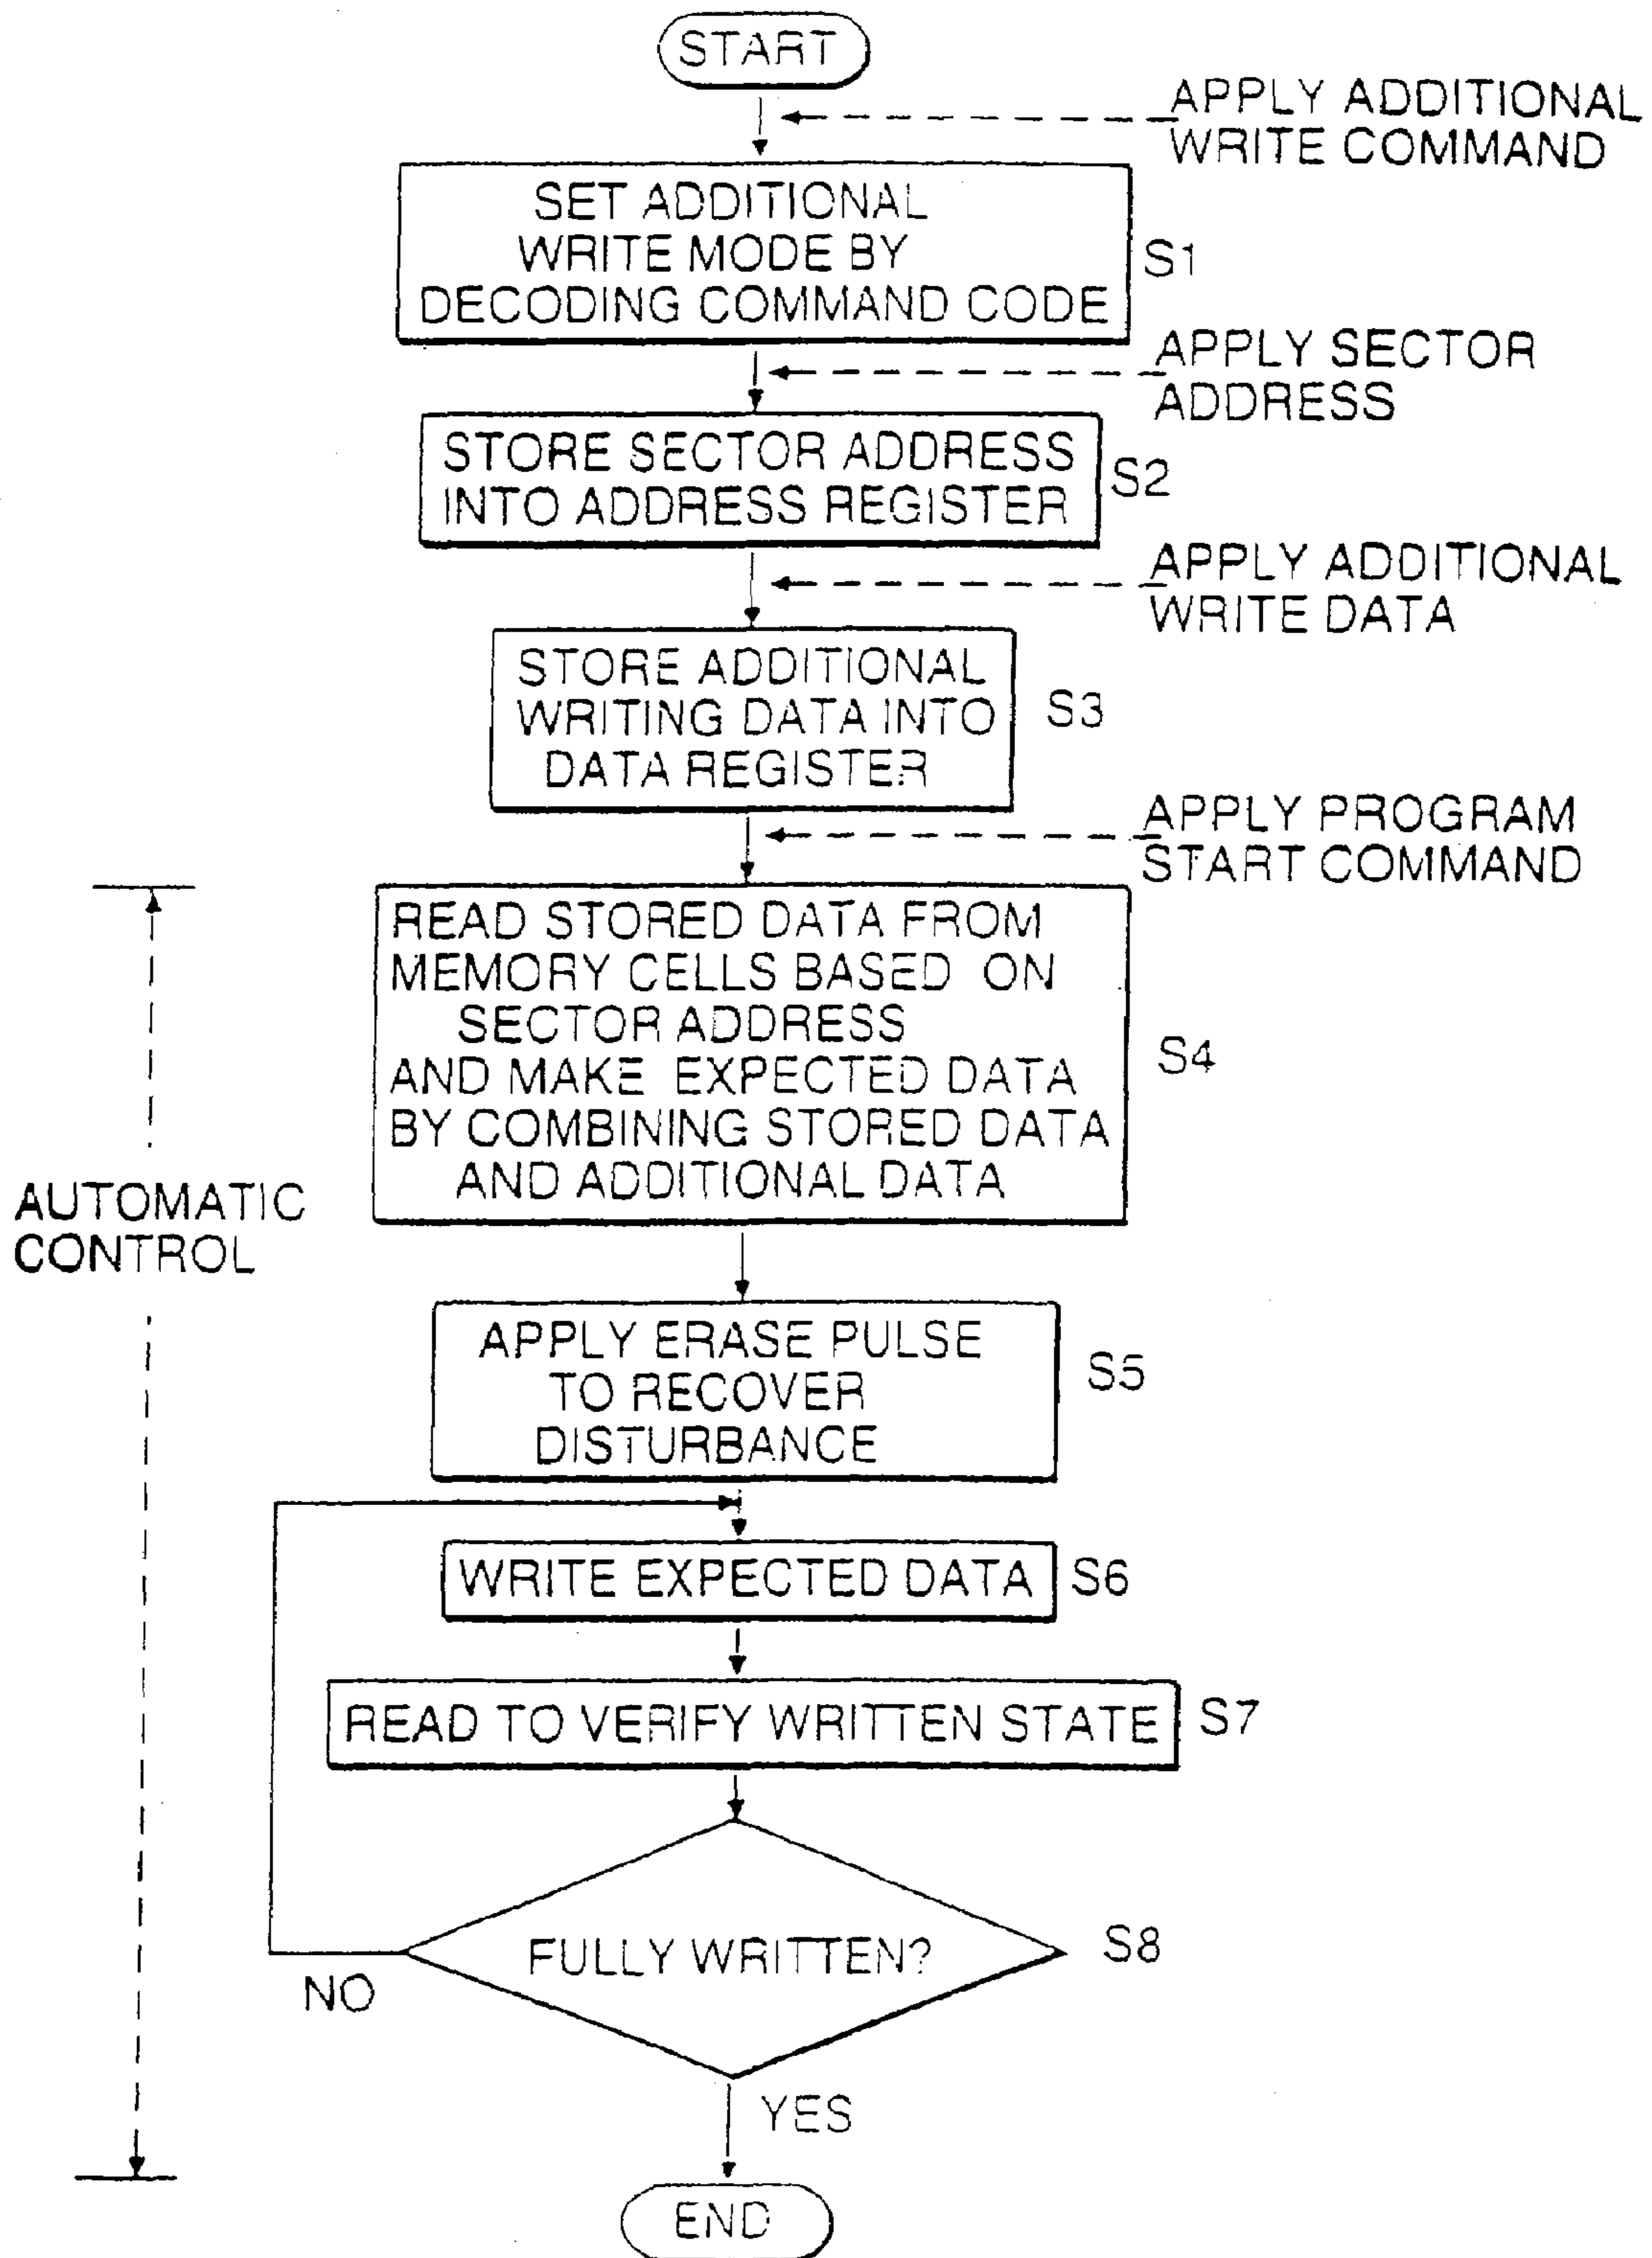 START
APPLY ADDITIONAL
WRITE COMMAND
SET ADDITIONAL
WRITE MODE BY
DECODING COMMAND CODE
S1
APPLY SECTOR
ADDRESS
STORE SECTOR ADDRESS
INTO ADDRESS REGISTER
S2
APPLY ADDITIONAL
WRITE DATA
STORE ADDITIONAL
WRITING DATA INTO
DATA REGISTER
S3
APPLY PROGRAM
START COMMAND
READ STORED DATA FROM
MEMORY CELLS BASED ON
SECTOR ADDRESS
AND MAKE EXPECTED DATA
BY COMBINING STORED DATA
AND ADDITIONAL DATA
S4
AUTOMATIC
CONTROL
APPLY ERASE PULSE
TO RECOVER
DISTURBANCE
S5
WRITE EXPECTED DATA
S6
READ TO VERIFY WRITTEN STATE
S7
FULLY WRITTEN?
S8
NO
YES
END